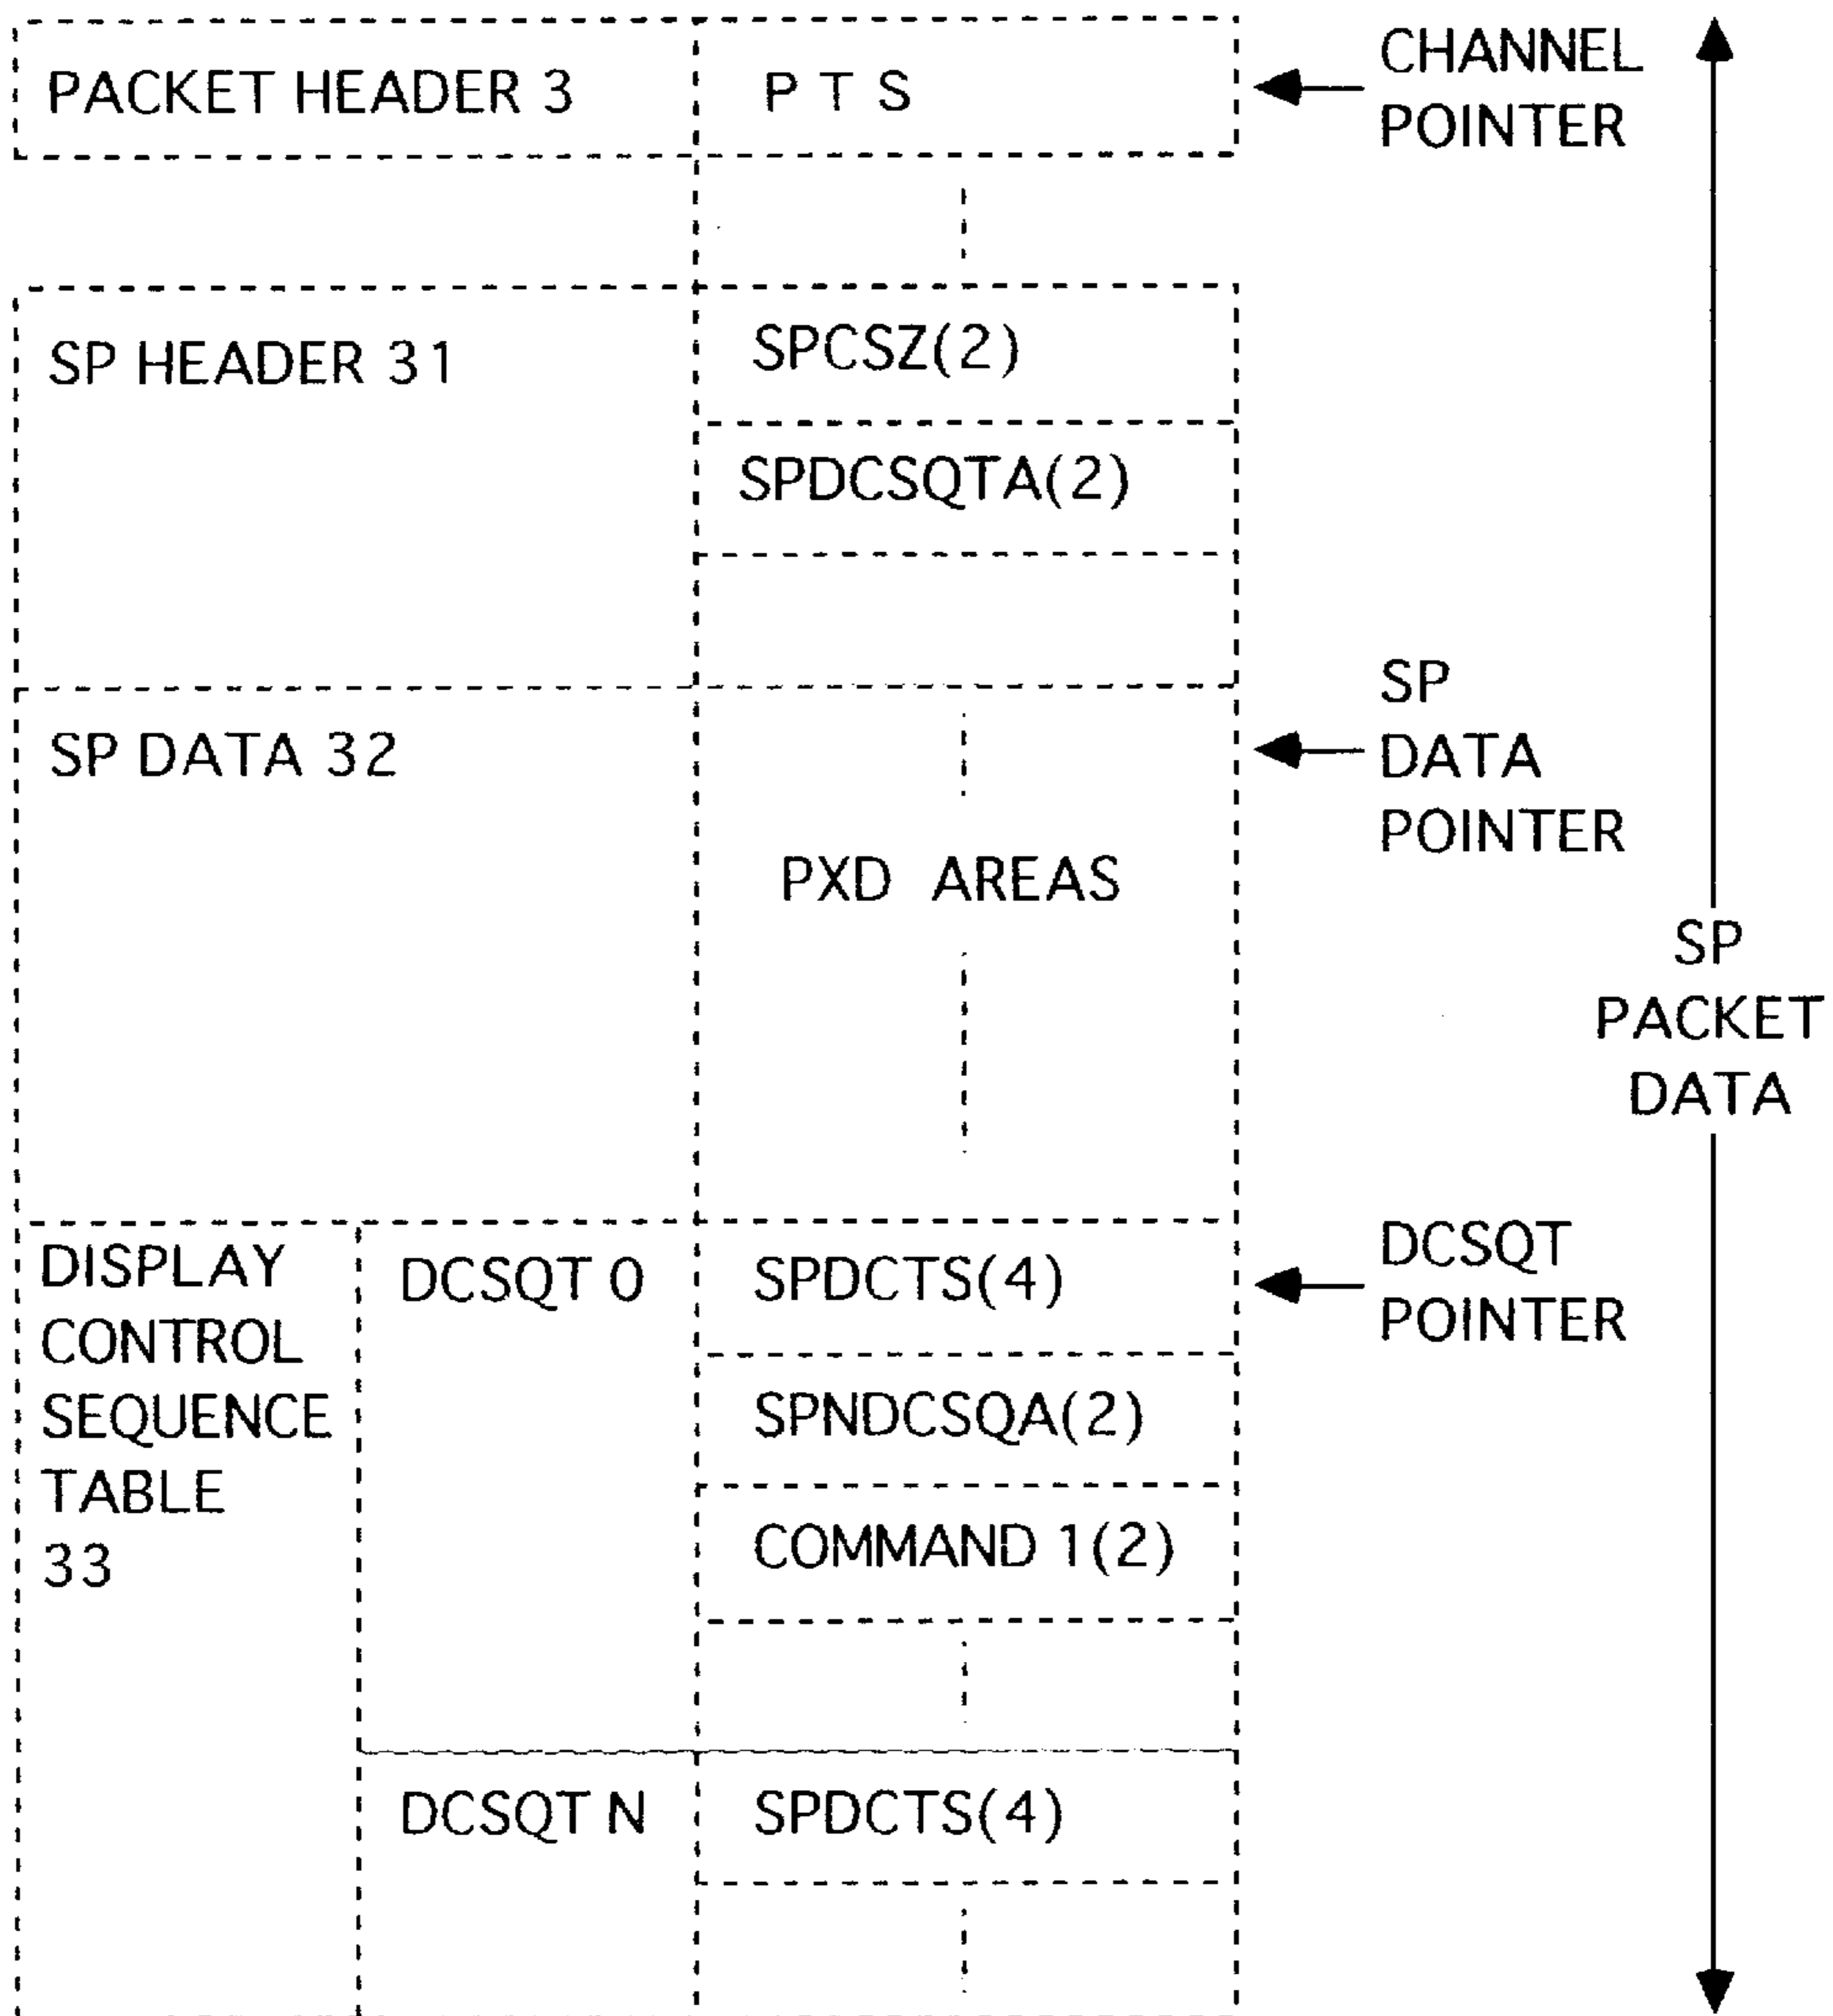 PACKET HEADER 3
P T S
CHANNEL
POINTER
SP HEADER 31
SPCSZ(2)
SPDCSQTA(2)
SP DATA 32
PXD AREAS
SP
DATA
POINTER
SP
PACKET
DATA
DISPLAY
CONTROL
SEQUENCE
TABLE
33
DCSQT 0
SPDCTS(4)
DCSQT
POINTER
SPNDCSQA(2)
COMMAND 1(2)
DCSQT N
SPDCTS(4)